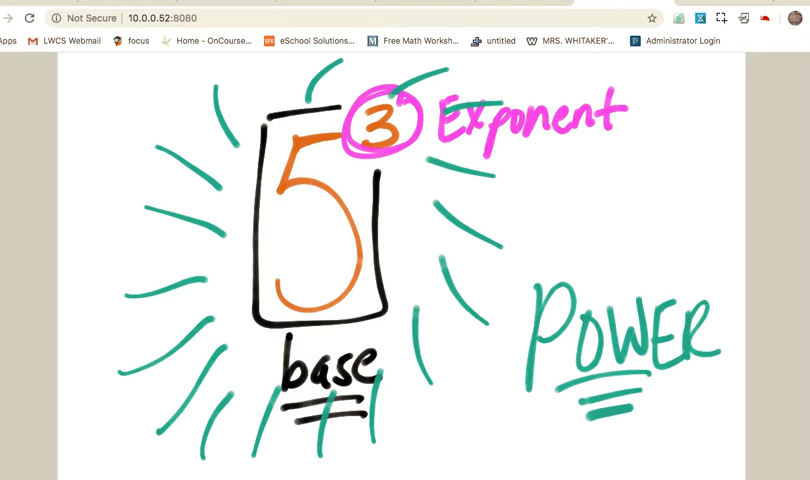 Not Secure | 10.0.0.52:8080
Apps LWCS Webmail focus Home - OnCourse... eSchool Solutions... Free Math Worksh... untitled MRS. WHITAKER'... Administrator Login
5 3 Exponent
base
POWER